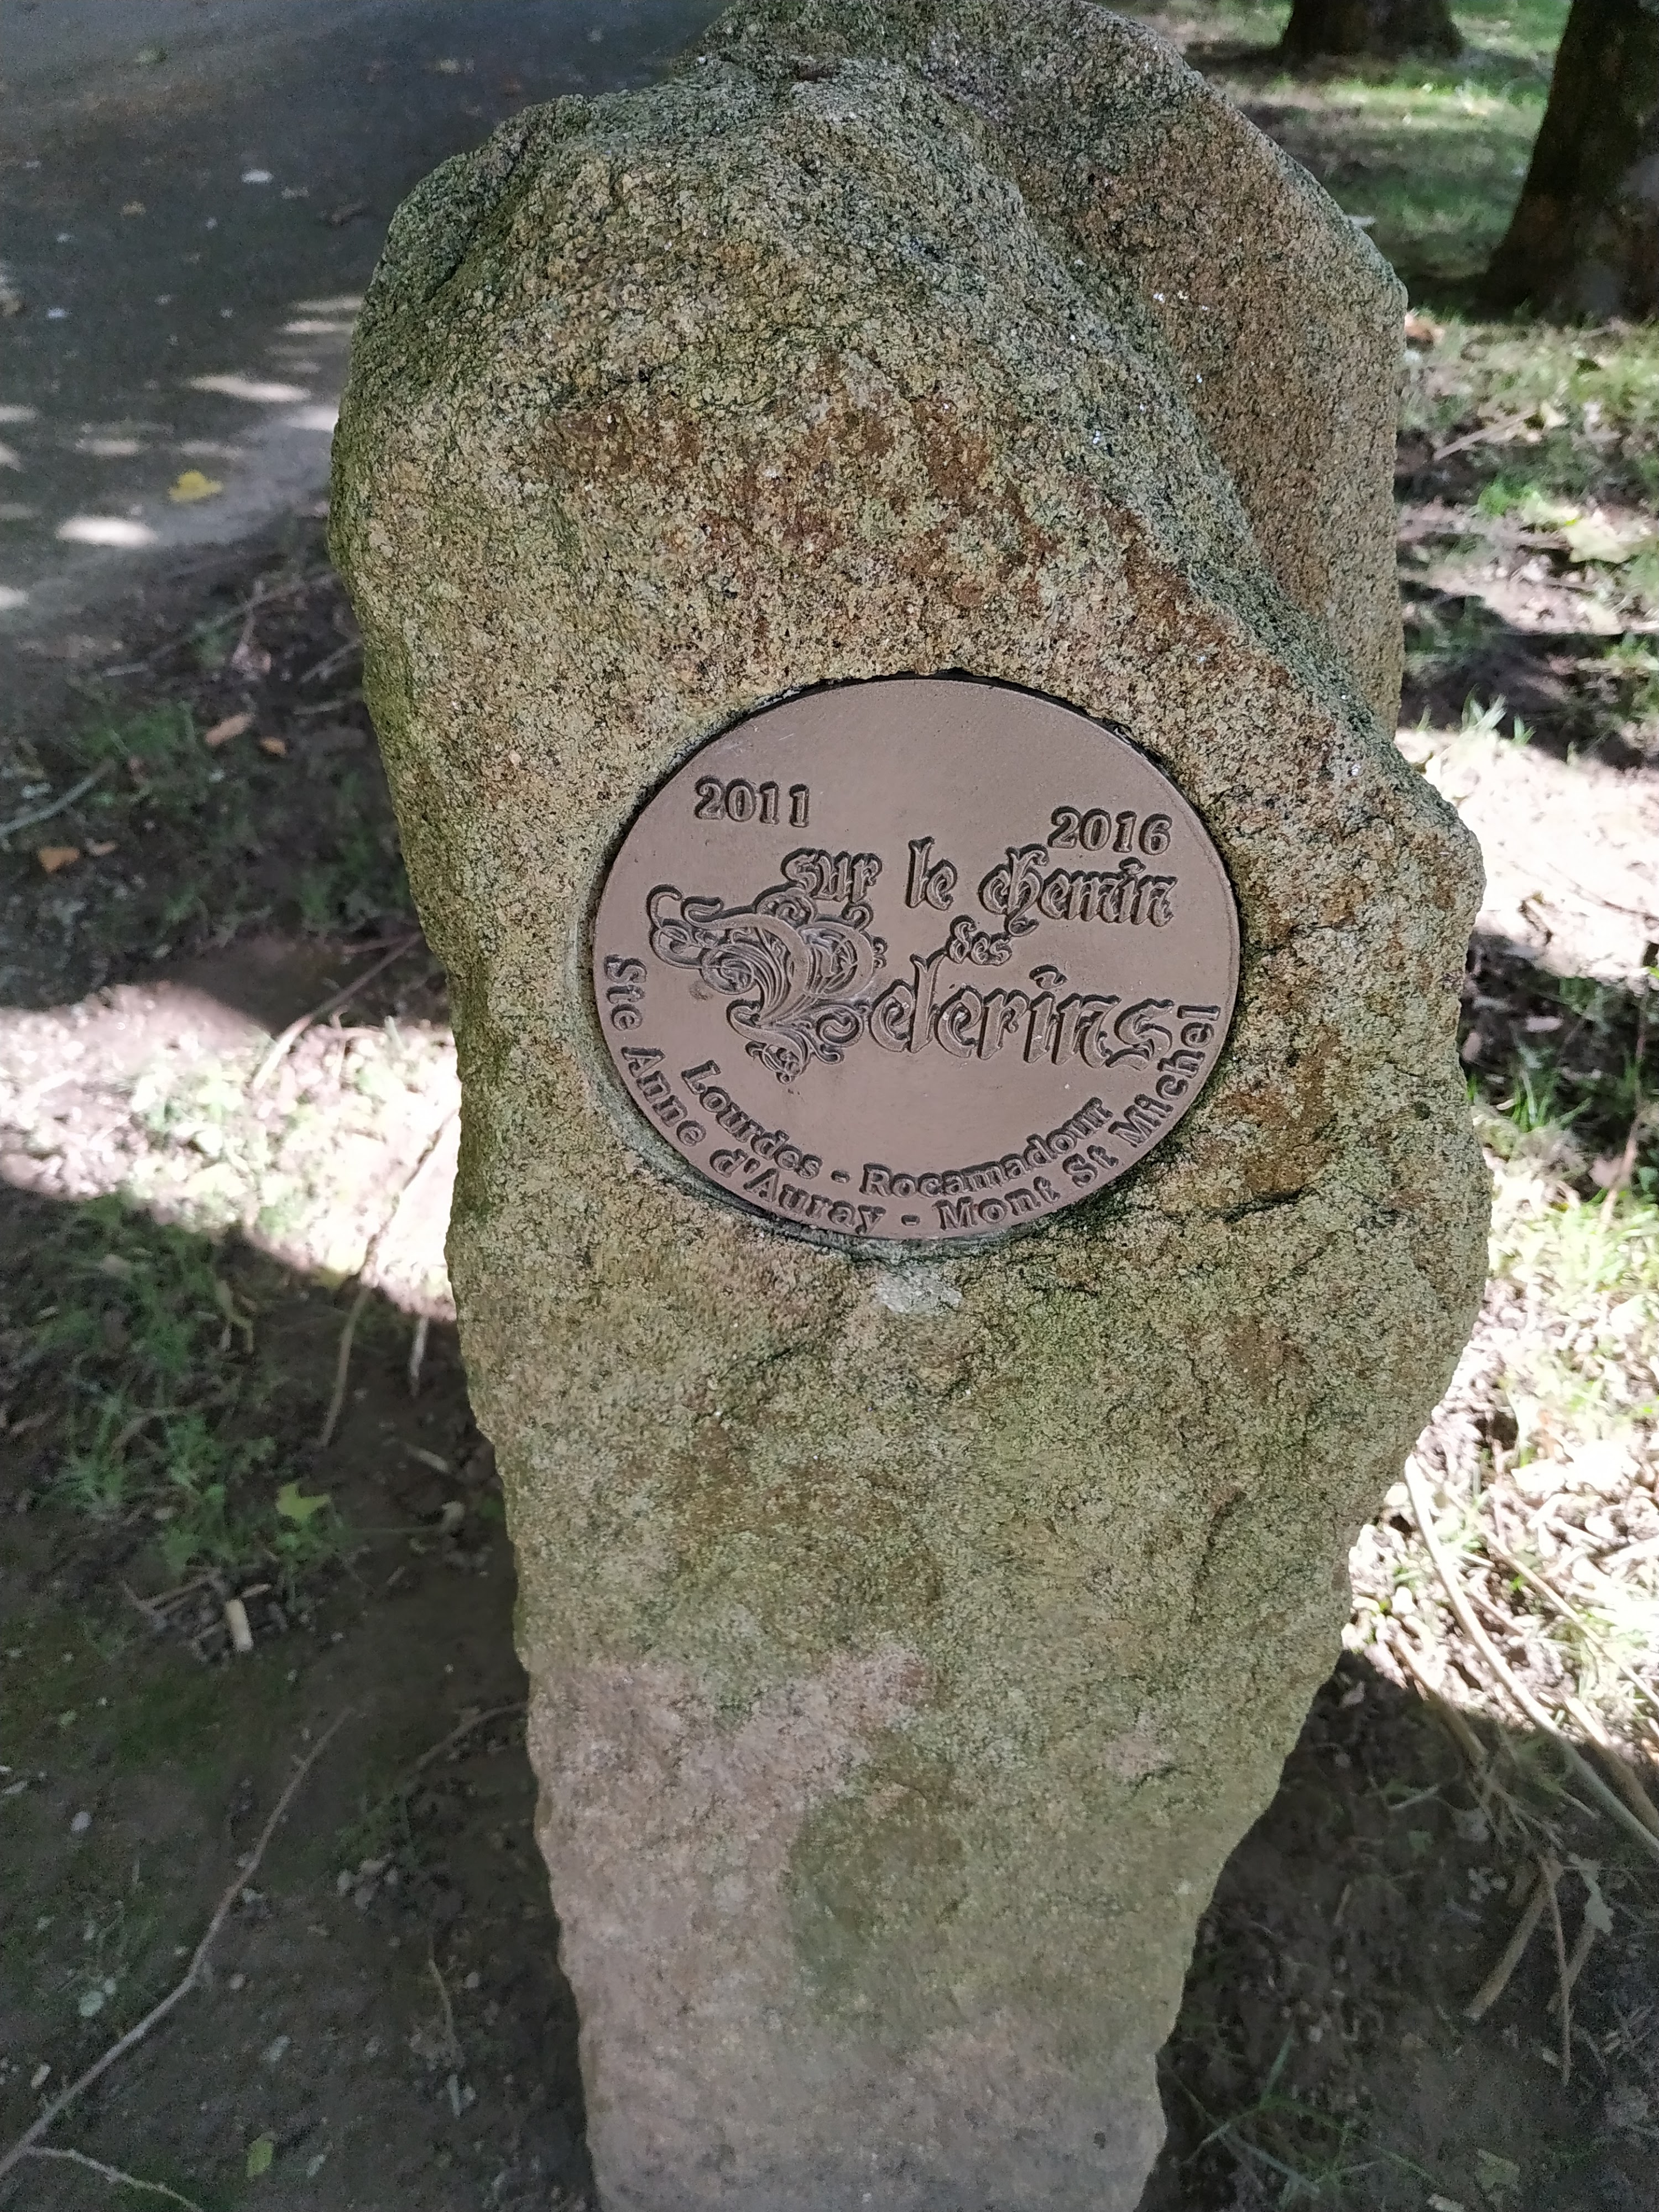 2011
2016
sur le chemin
des
Pelerins
Lourdes - Rocamadour
Ste Anne d'Auray - Mont St Michel